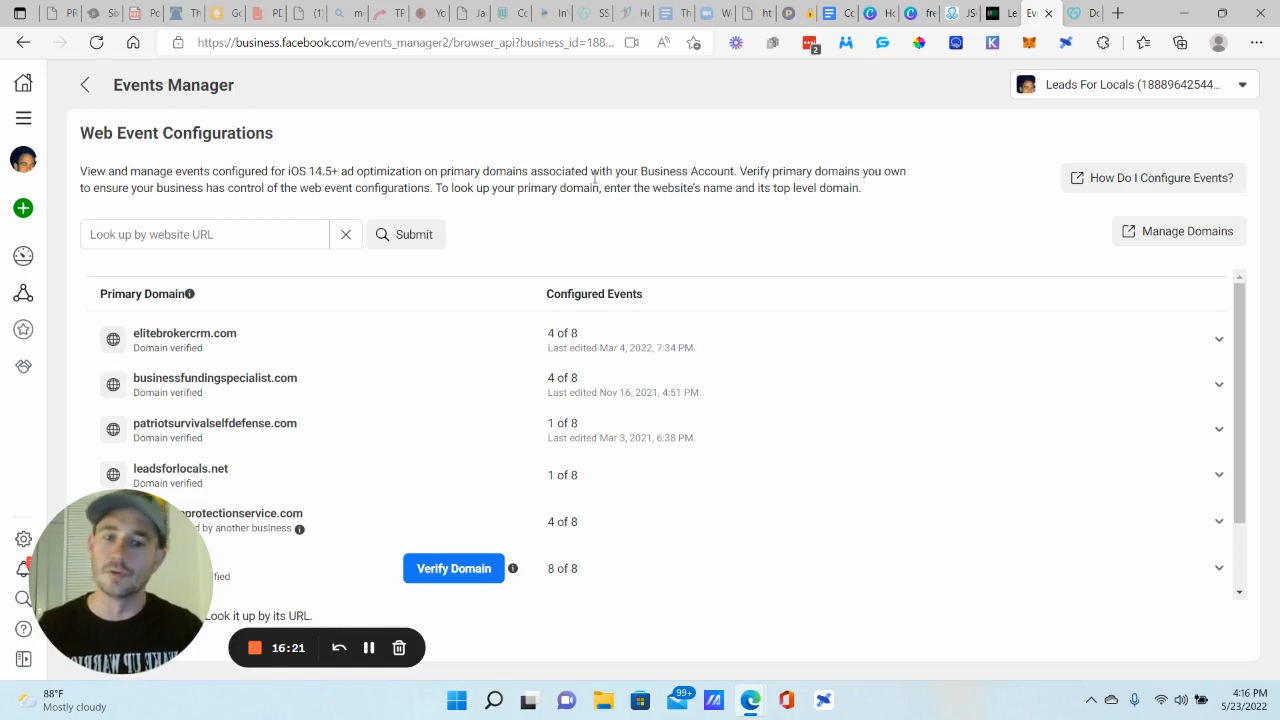 https://business.facebook.com/events_manager2/browser_api?business_id=188...
2
Events Manager
Leads For Locals (18889642544...
Web Event Configurations
View and manage events configured for iOS 14.5+ ad optimization on primary domains associated with your Business Account. Verify primary domains you own
to ensure your business has control of the web event configurations. To look up your primary domain, enter the website's name and its top level domain.
How Do I Configure Events?
Look up by website URL
Submit
Manage Domains
Primary Domain
Configured Events
elitebrokercrm.com
Domain verified
4 of 8
Last edited Mar 4, 2022, 7:34 PM.
businessfundingspecialist.com
Domain verified
4 of 8
Last edited Nov 16, 2021, 4:51 PM.
patriotsurvivalselfdefense.com
Domain verified
1 of 8
Last edited Mar 3, 2021, 6:38 PM.
leadsforlocals.net
Domain verified
1 of 8
protectionservice.com
d by another business
4 of 8
fied
Verify Domain
8 of 8
Look it up by its URL.
16:21
88°F
Mostly cloudy
99+
4:16 PM
5/23/2022